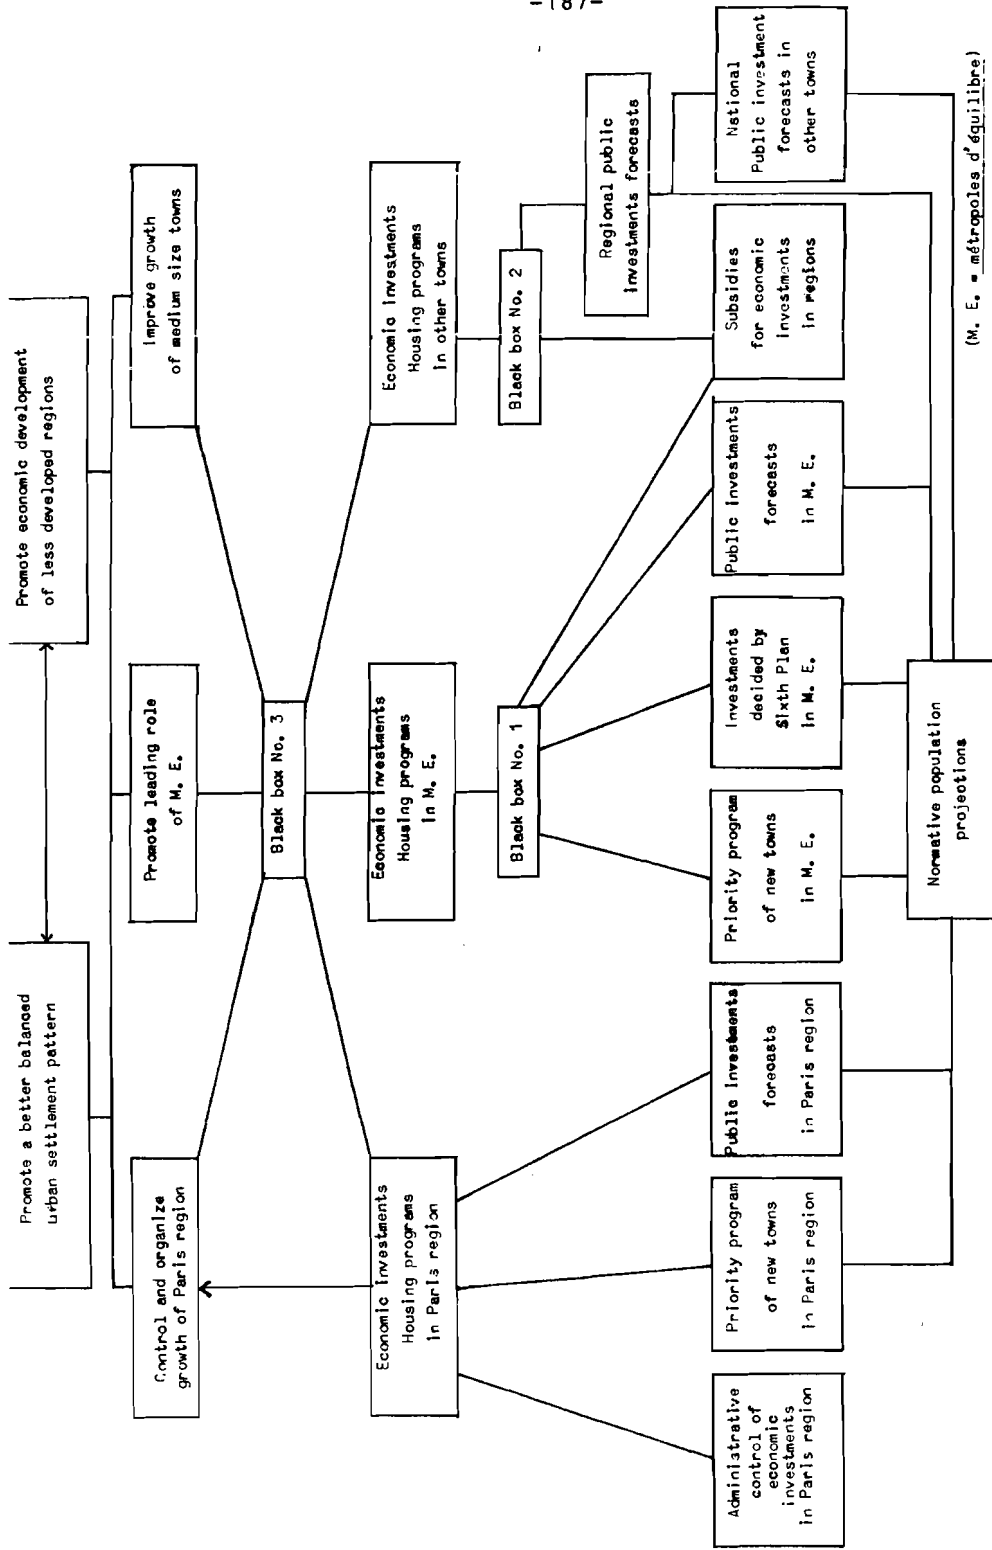 -187-
Promote a better balanced
urban settlement pattern
Promote economic development
of less developed regions
Control and organize
growth of Paris region
Promote leading role
of M. E.
Improve growth
of medium size towns
Black box No. 3
Economic investments
Housing programs
in Paris region
Economic investments
Housing programs
in M. E.
Economic investments
Housing programs
in other towns
Black box No. 1
Black box No. 2
Regional public
investments forecasts
Administrative
control of
economic
investments
in Paris region
Priority program
of new towns
in Paris region
Public investments
forecasts
in Paris region
Priority program
of new towns
in M. E.
Investments
decided by
Sixth Plan
in M. E.
Public investments
forecasts
in M. E.
Subsidies
for economic
investments
in regions
National
Public investment
forecasts in
other towns
Normative population
projections
(M. E. = métropoles d'équilibre)